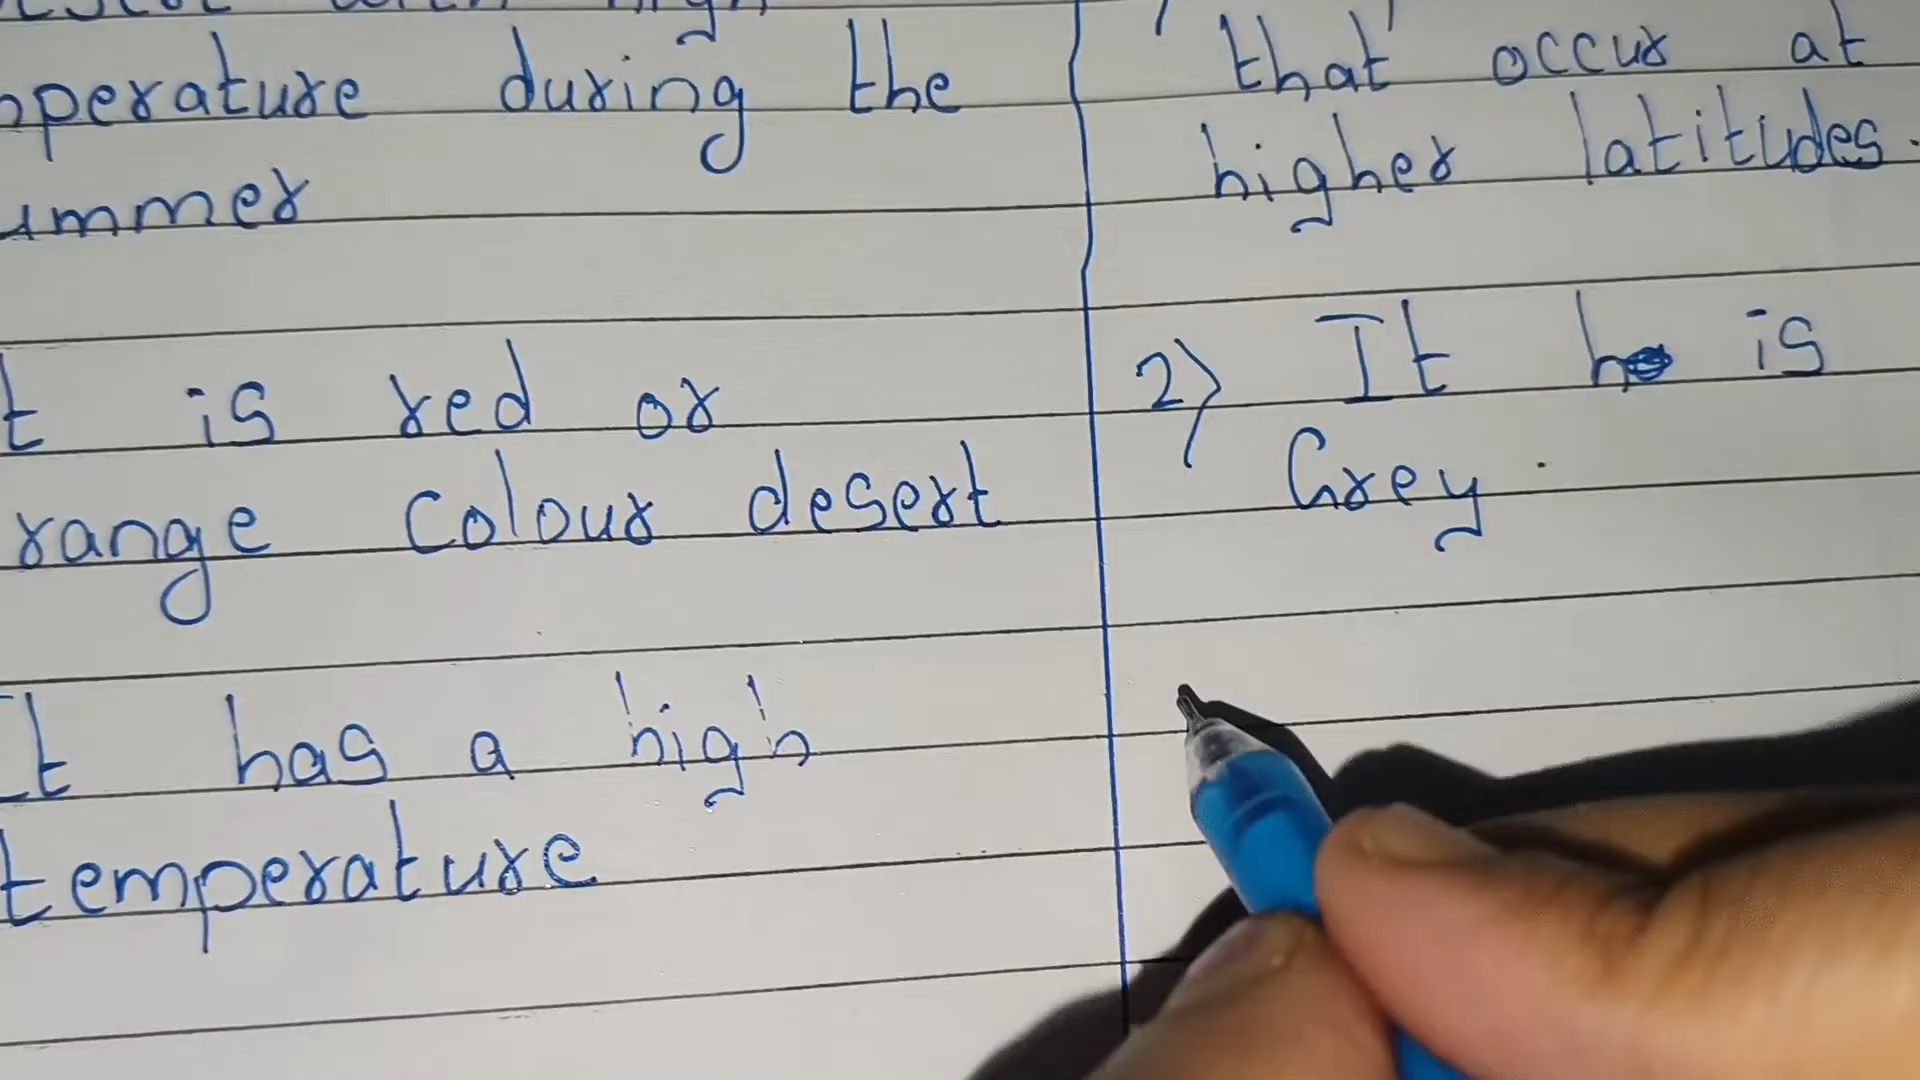 perature during the
ummer
t is red or
range Colour desert
It has a high
temperature
that occur at
higher latitudes.
2) It is
Grey.